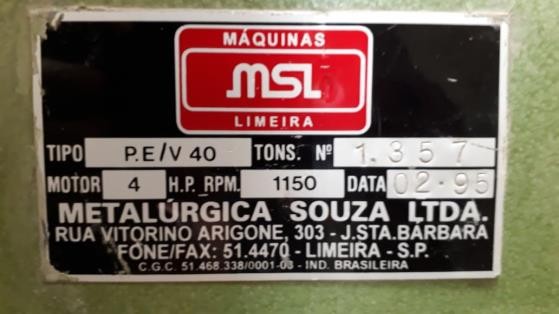 MÁQUINAS
MSL
LIMEIRA
TIPO P.E/V 40 TONS. Nº 1.357
MOTOR 4 H.P. RPM. 1150 DATA 02-95
METALÚRGICA SOUZA LTDA.
RUA VITORINO ARIGONE, 303 - J.STA.BÁRBARA
FONE/FAX: 51.4470 - LIMEIRA - S.P.
C.G.C. 51.468.338/0001-03 - IND. BRASILEIRA